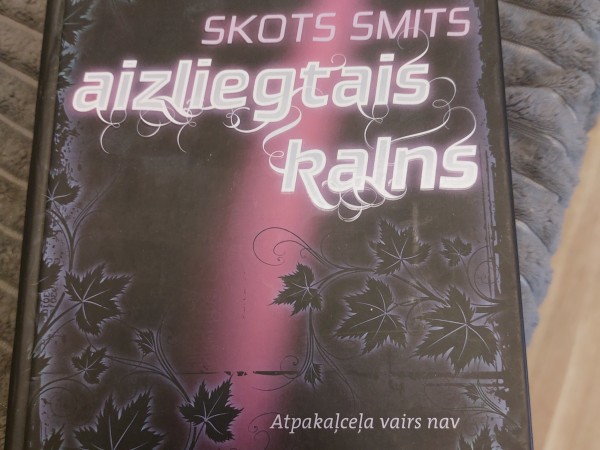 SKOTS SMITS
aizliegtais
kalns
Atpakaļceļa vairs nav